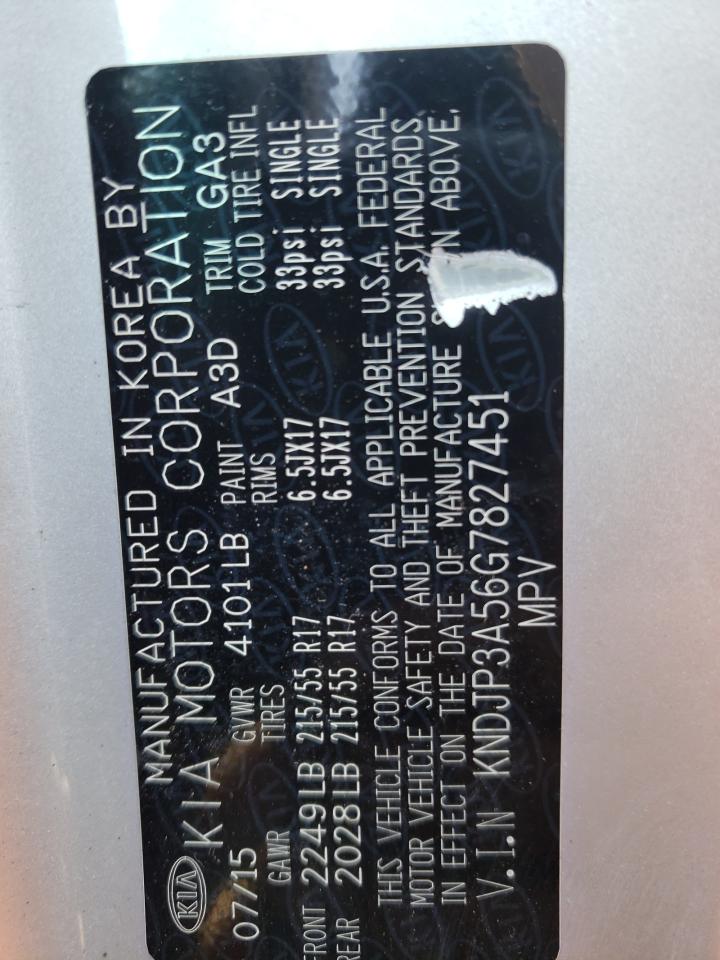 MANUFACTURED IN KOREA BY
KIA KIA MOTORS CORPORATION
07/15 GVWR 4101LB PAINT A3D TRIM GA3
GAWR TIRES RIMS COLD TIRE INFL
FRONT 2249LB 215/55 R17 6.5JX17 33psi SINGLE
REAR 2028LB 215/55 R17 6.5JX17 33psi SINGLE
THIS VEHICLE CONFORMS TO ALL APPLICABLE U.S.A. FEDERAL
MOTOR VEHICLE SAFETY AND THEFT PREVENTION STANDARDS
IN EFFECT ON THE DATE OF MANUFACTURE ABOVE.
V.I.N KNDJP3A56G7827451
MPV